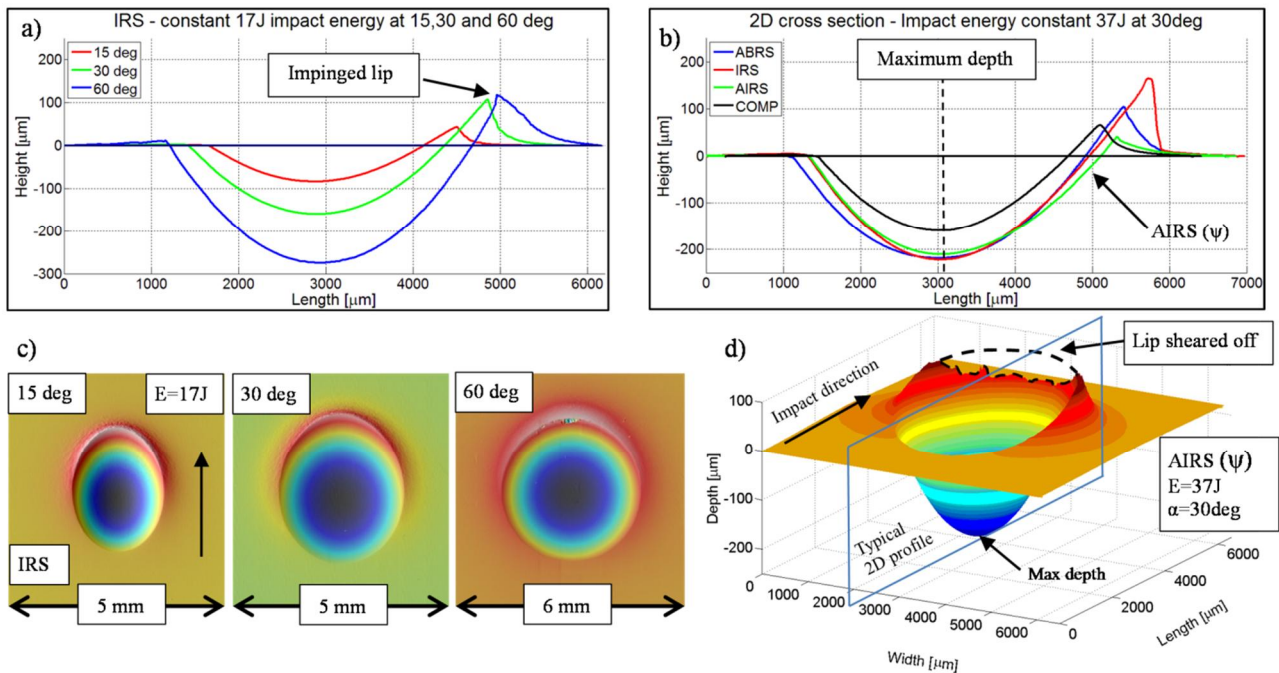 a)
IRS - constant 17J impact energy at 15,30 and 60 deg
15 deg
30 deg
60 deg
Impinged lip
Height [μm]
200
100
0
-100
-200
-300
0
1000
2000
3000
4000
5000
6000
Length [μm]
b)
2D cross section - Impact energy constant 37J at 30deg
ABRS
IRS
AIRS
COMP
Maximum depth
AIRS (ψ)
Height [μm]
200
100
0
-100
-200
0
1000
2000
3000
4000
5000
6000
7000
Length [μm]
c)
15 deg
E=17J
IRS
5 mm
30 deg
5 mm
60 deg
6 mm
d)
Lip sheared off
Impact direction
AIRS (ψ)
E=37J
α=30deg
Typical
2D profile
Max depth
Depth [μm]
100
0
-100
-200
0
1000
2000
3000
4000
5000
6000
Width [μm]
0
2000
4000
6000
Length [μm]